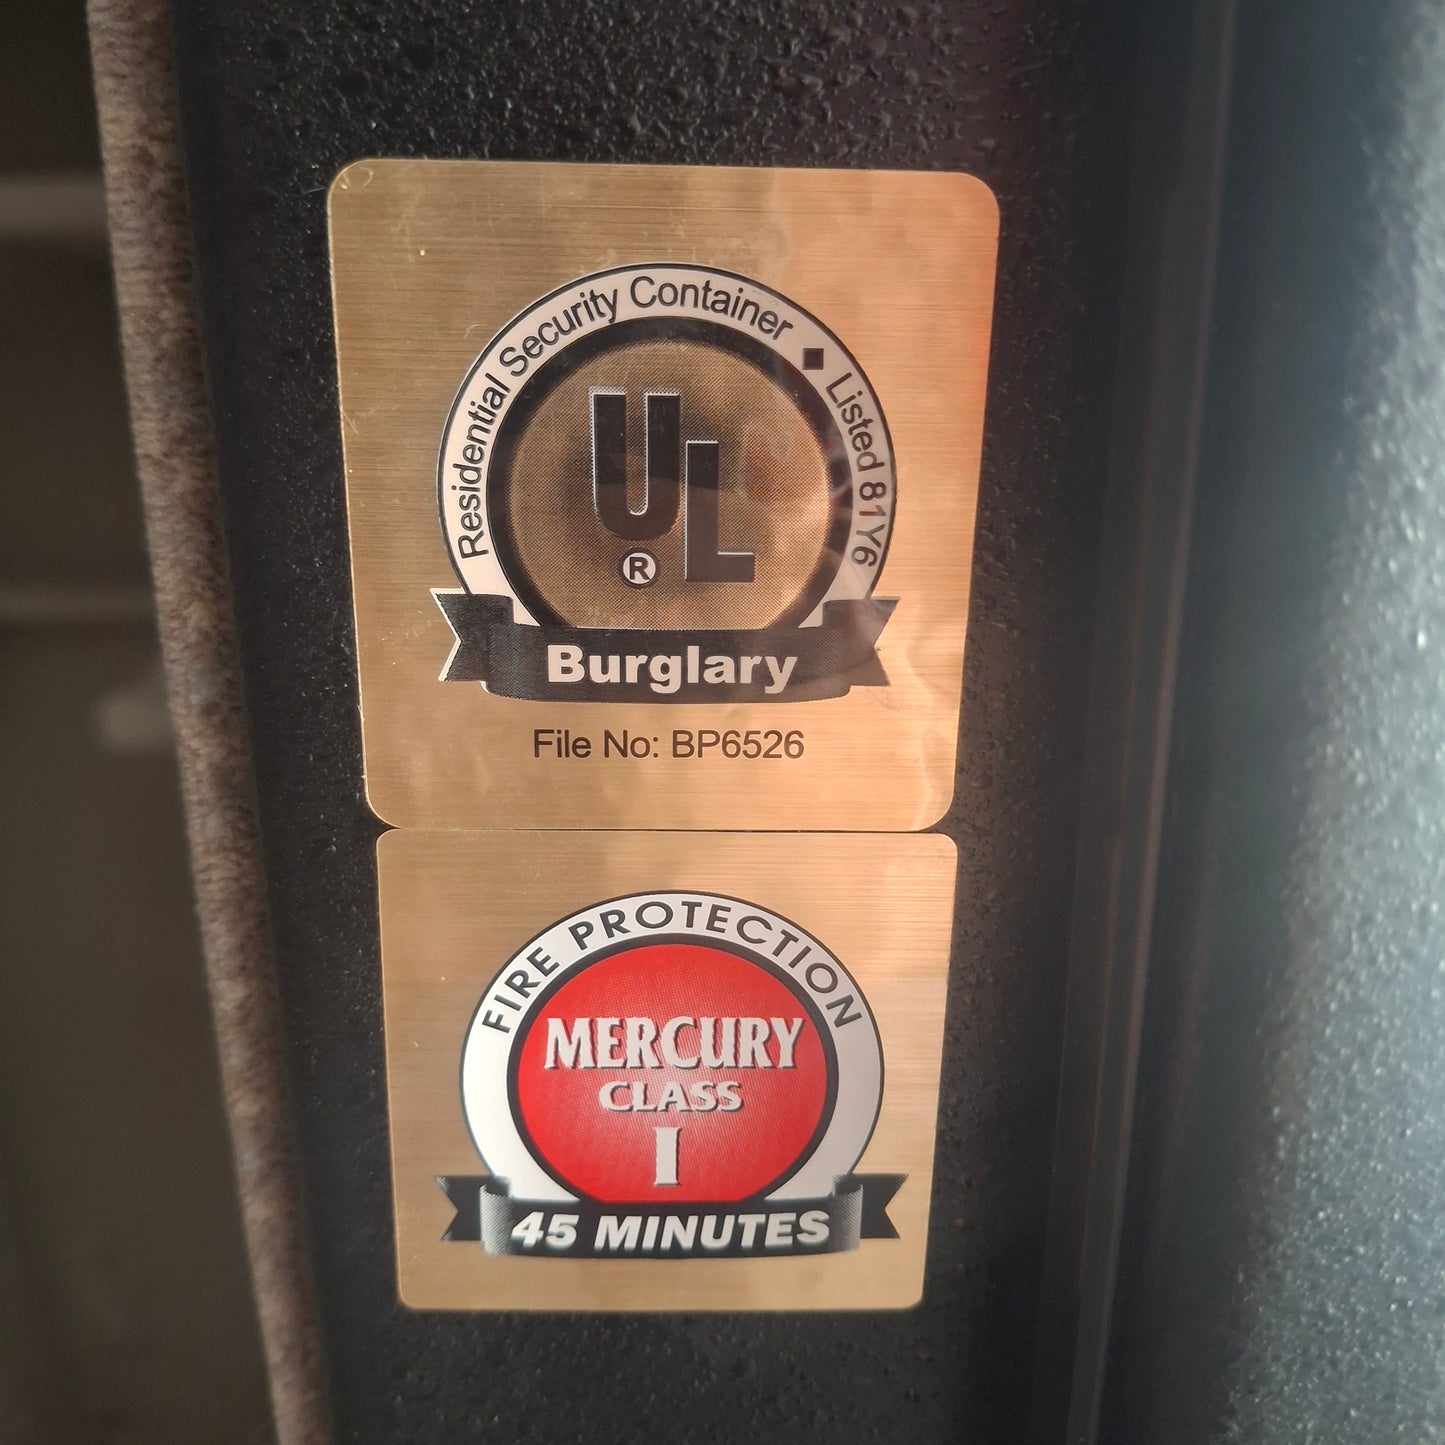 Residential Security Container ◆ Listed 81Y6
UL
®
Burglary
File No: BP6526
FIRE PROTECTION
MERCURY
CLASS
I
45 MINUTES